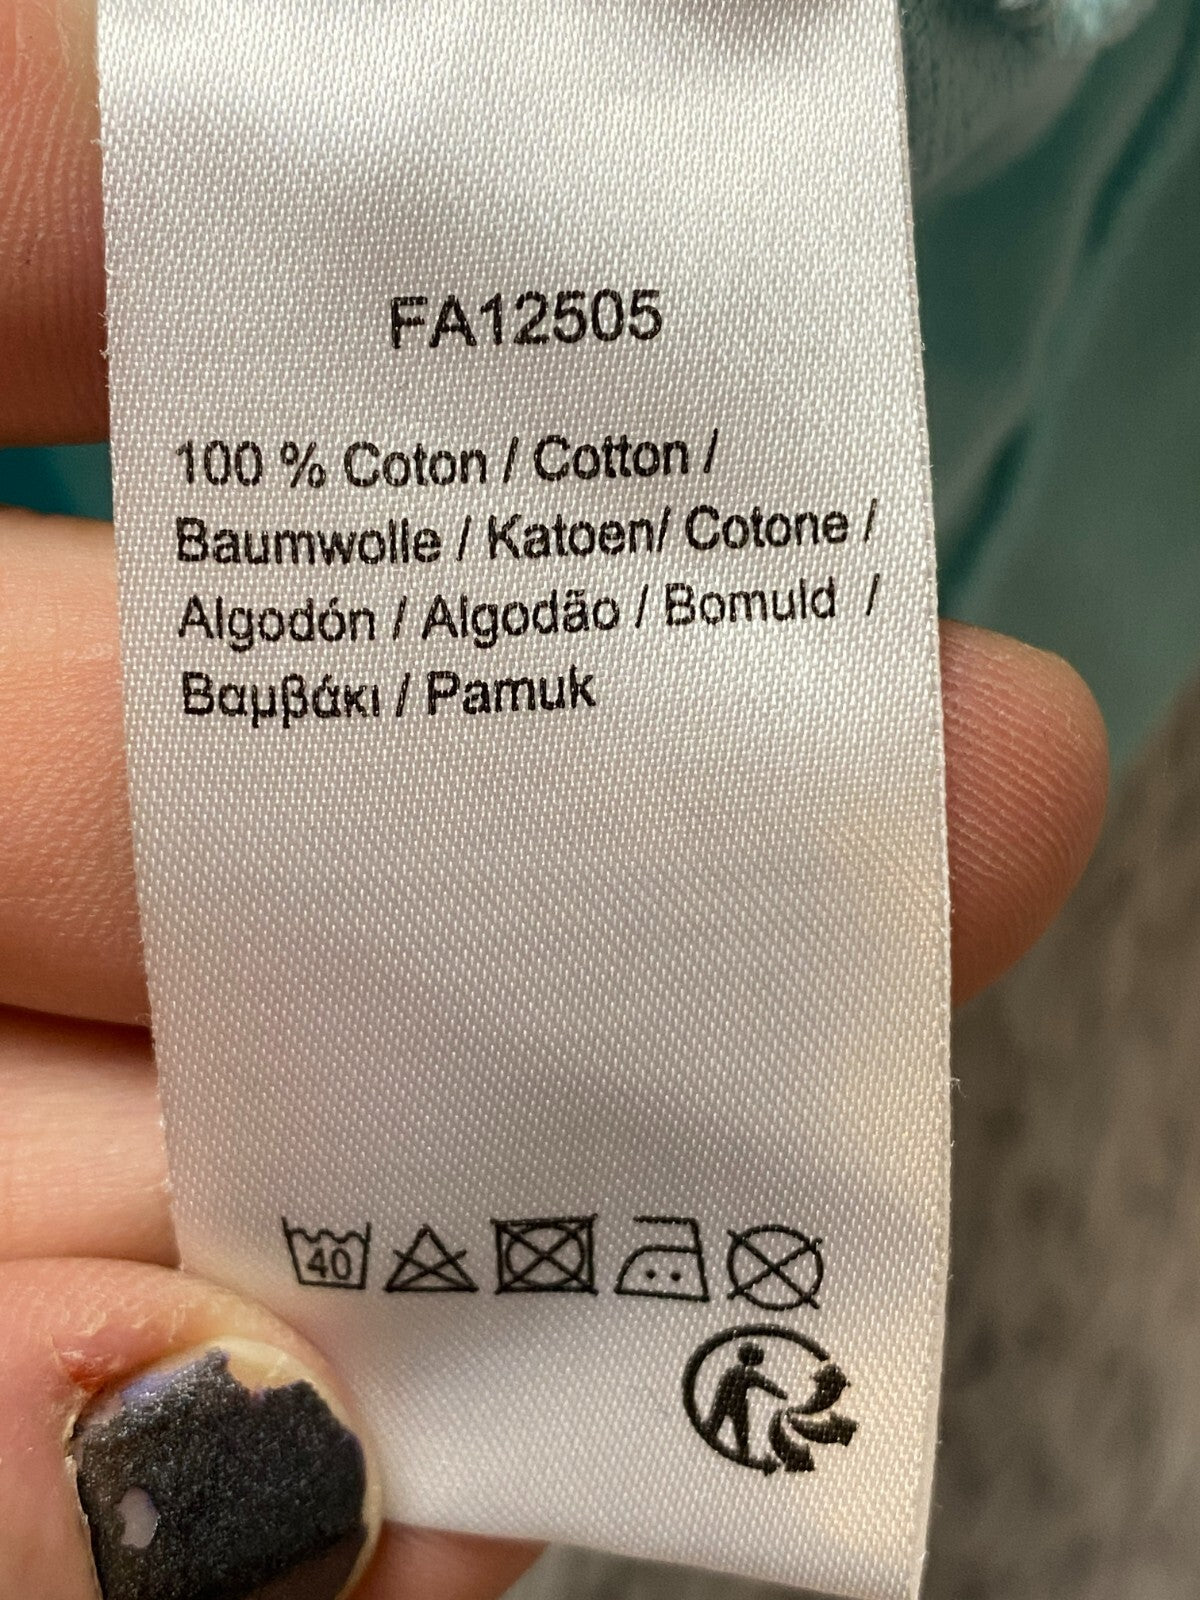 FA12505
100 % Coton / Cotton /
Baumwolle / Katoen/ Cotone /
Algodón / Algodão / Bomuld /
Βαμβάκι / Pamuk
40